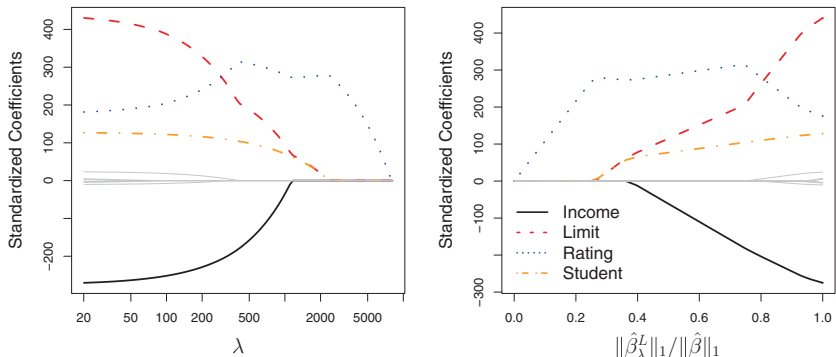 Standardized Coefficients
400
300
200
100
0
−200
20 50 100 200 500 2000 5000
λ
Standardized Coefficients
400
300
200
100
0
−100
−300
Income
Limit
Rating
Student
0.0 0.2 0.4 0.6 0.8 1.0
‖β̂λᴸ‖₁/‖β̂‖₁